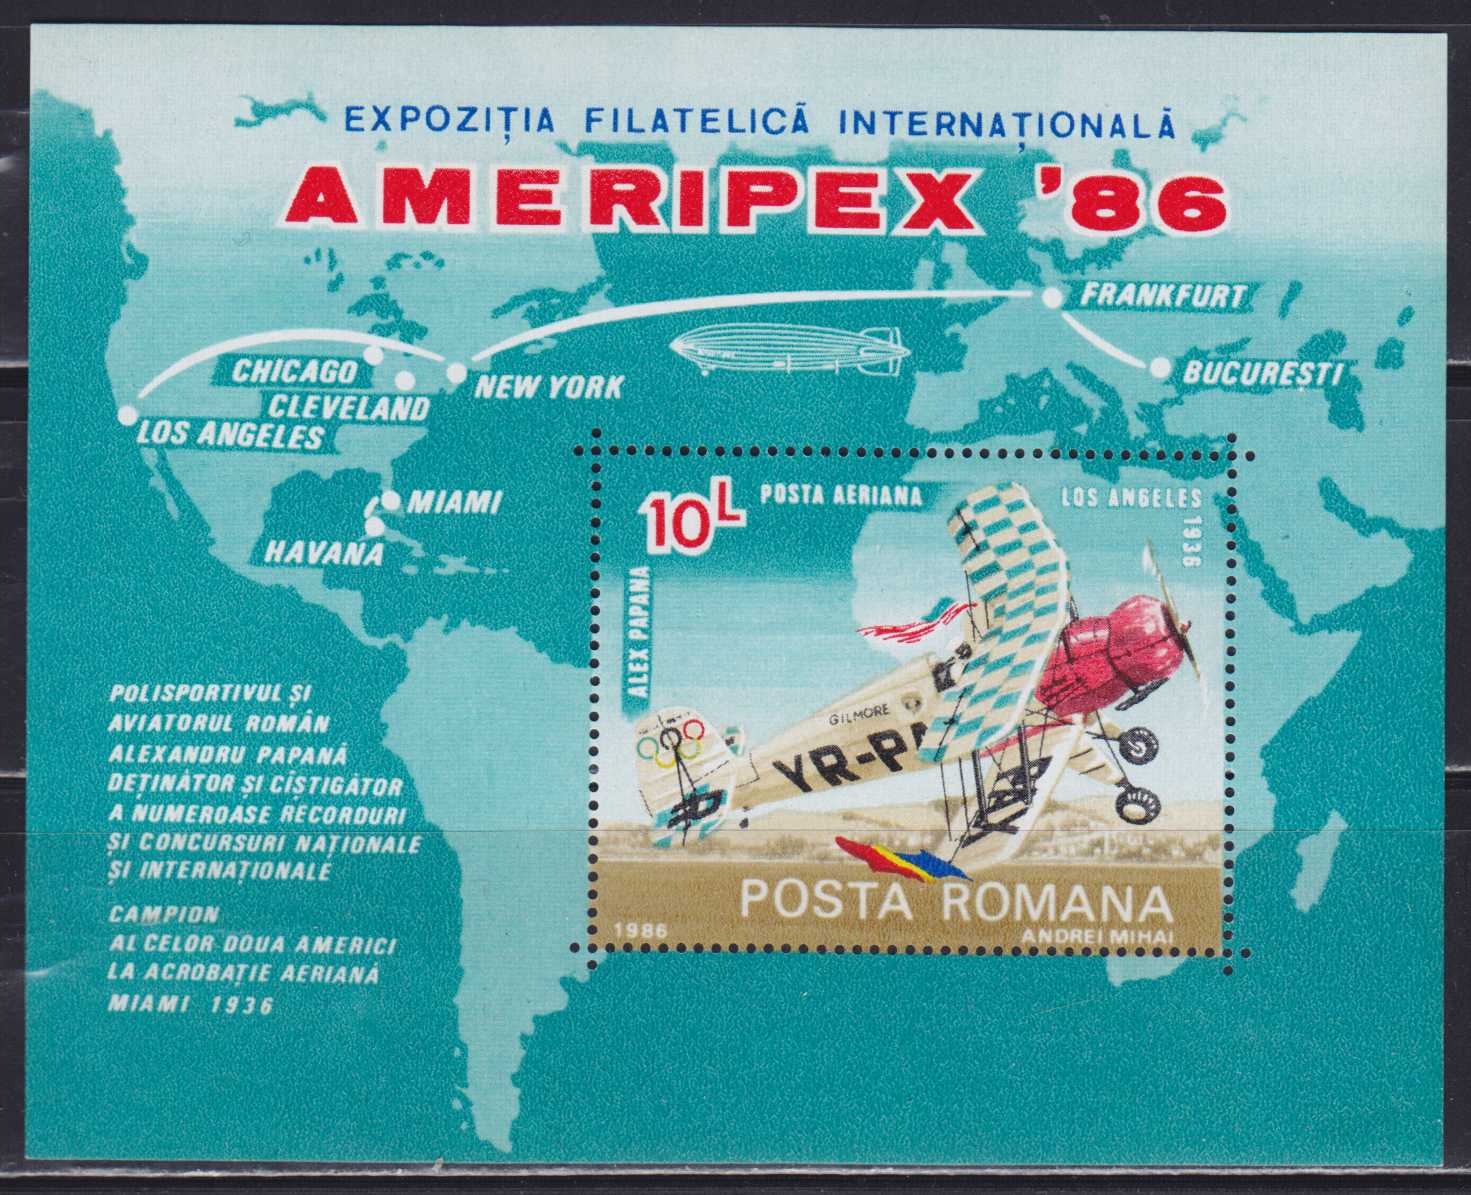 EXPOZIȚIA FILATELICĂ INTERNAȚIONALĂ
AMERIPEX '86
FRANKFURT
BUCUREȘTI
CHICAGO
CLEVELAND
NEW YORK
LOS ANGELES
MIAMI
HAVANA
10L
POSTA AERIANA
LOS ANGELES
1936
ALEX PAPANA
GILMORE
YR-PA
PAY
POSTA ROMANA
1986
ANDREI MIHAI
POLISPORTIVUL ȘI
AVIATORUL ROMÂN
ALEXANDRU PAPANĂ
DEȚINĂTOR ȘI CÎȘTIGĂTOR
A NUMEROASE RECORDURI
ȘI CONCURSURI NAȚIONALE
ȘI INTERNAȚIONALE
CAMPION
AL CELOR DOUA AMERICI
LA ACROBAȚIE AERIANĂ
MIAMI 1936